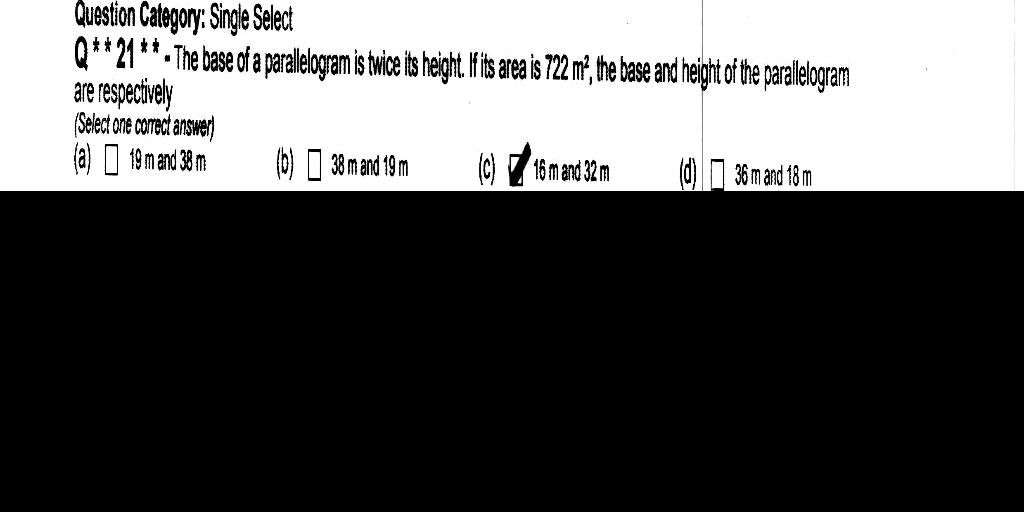 Question Category: Single Select
Q**21**- The base of a parallelogram is twice its height. If its area is 722 m², the base and height of the parallelogram
are respectively
(Select one correct answer)
(a) ☐ 19 m and 38 m (b) ☐ 38 m and 19 m (c) ☑ 16 m and 32 m (d) ☐ 36 m and 18 m